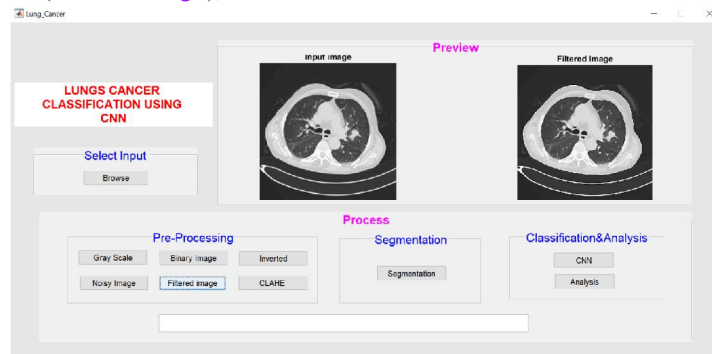 Lung_Cancer
Preview
Input image
Filtered Image
LUNGS CANCER
CLASSIFICATION USING
CNN
Select Input
Browse
Process
Pre-Processing
Segmentation
Classification&Analysis
Gray Scale
Binary Image
Inverted
CNN
Segmentation
Noisy Image
Filtered image
CLAHE
Analysis